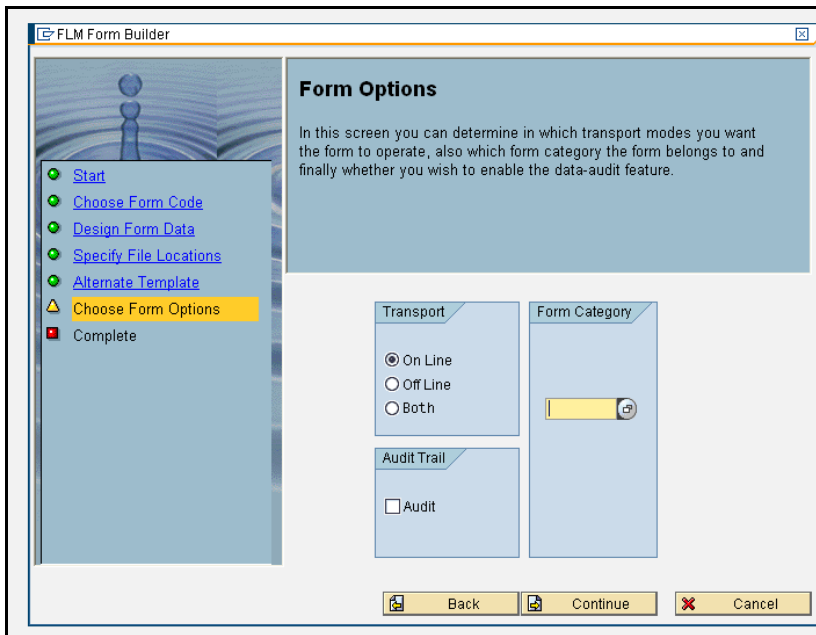 FLM Form Builder
Form Options
In this screen you can determine in which transport modes you want
the form to operate, also which form category the form belongs to and
finally whether you wish to enable the data-audit feature.
Start
Choose Form Code
Design Form Data
Specify File Locations
Alternate Template
Choose Form Options
Complete
Transport
On Line
Off Line
Both
Form Category
Audit Trail
Audit
Back
Continue
Cancel